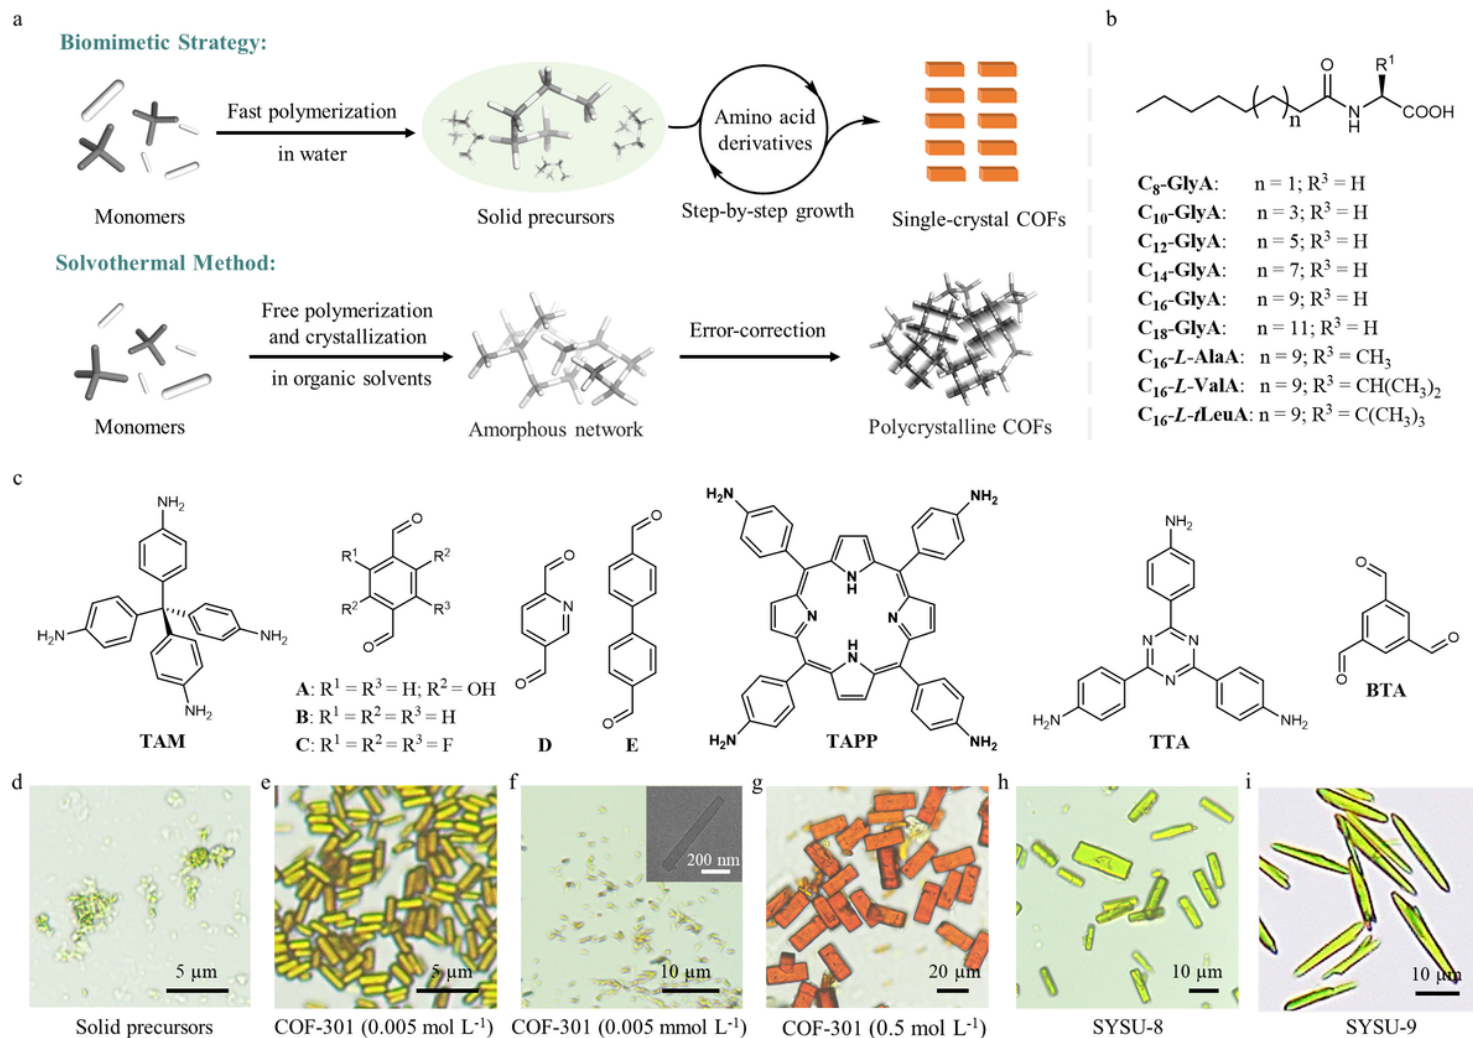 a
Biomimetic Strategy:
Monomers
Fast polymerization
in water
Solid precursors
Amino acid
derivatives
Step-by-step growth
Single-crystal COFs
Solvothermal Method:
Monomers
Free polymerization
and crystallization
in organic solvents
Amorphous network
Error-correction
Polycrystalline COFs
b
O
R¹
N
H
COOH
n
C₈-GlyA: n = 1; R³ = H
C₁₀-GlyA: n = 3; R³ = H
C₁₂-GlyA: n = 5; R³ = H
C₁₄-GlyA: n = 7; R³ = H
C₁₆-GlyA: n = 9; R³ = H
C₁₈-GlyA: n = 11; R³ = H
C₁₆-L-AlaA: n = 9; R³ = CH₃
C₁₆-L-ValA: n = 9; R³ = CH(CH₃)₂
C₁₆-L-tLeuA: n = 9; R³ = C(CH₃)₃
c
NH₂
H₂N
NH₂
NH₂
TAM
O
R¹
R²
R²
R³
O
A: R¹ = R³ = H; R² = OH
B: R¹ = R² = R³ = H
C: R¹ = R² = R³ = F
O
N
O
D
O
O
E
H₂N
NH₂
N
H
N
N
H
N
H₂N
NH₂
TAPP
NH₂
N
N
N
H₂N
NH₂
TTA
O
O
O
BTA
d
5 μm
Solid precursors
e
5 μm
COF-301 (0.005 mol L⁻¹)
f
200 nm
10 μm
COF-301 (0.005 mmol L⁻¹)
g
20 μm
COF-301 (0.5 mol L⁻¹)
h
10 μm
SYSU-8
i
10 μm
SYSU-9